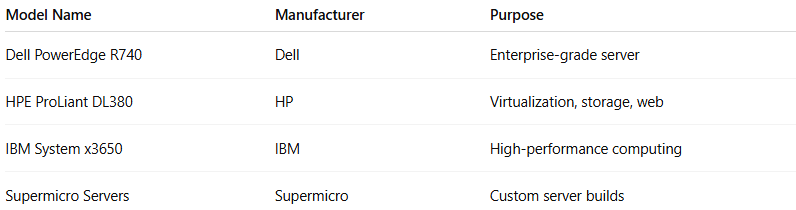 Model Name Manufacturer Purpose
Dell PowerEdge R740 Dell Enterprise-grade server
HPE ProLiant DL380 HP Virtualization, storage, web
IBM System x3650 IBM High-performance computing
Supermicro Servers Supermicro Custom server builds